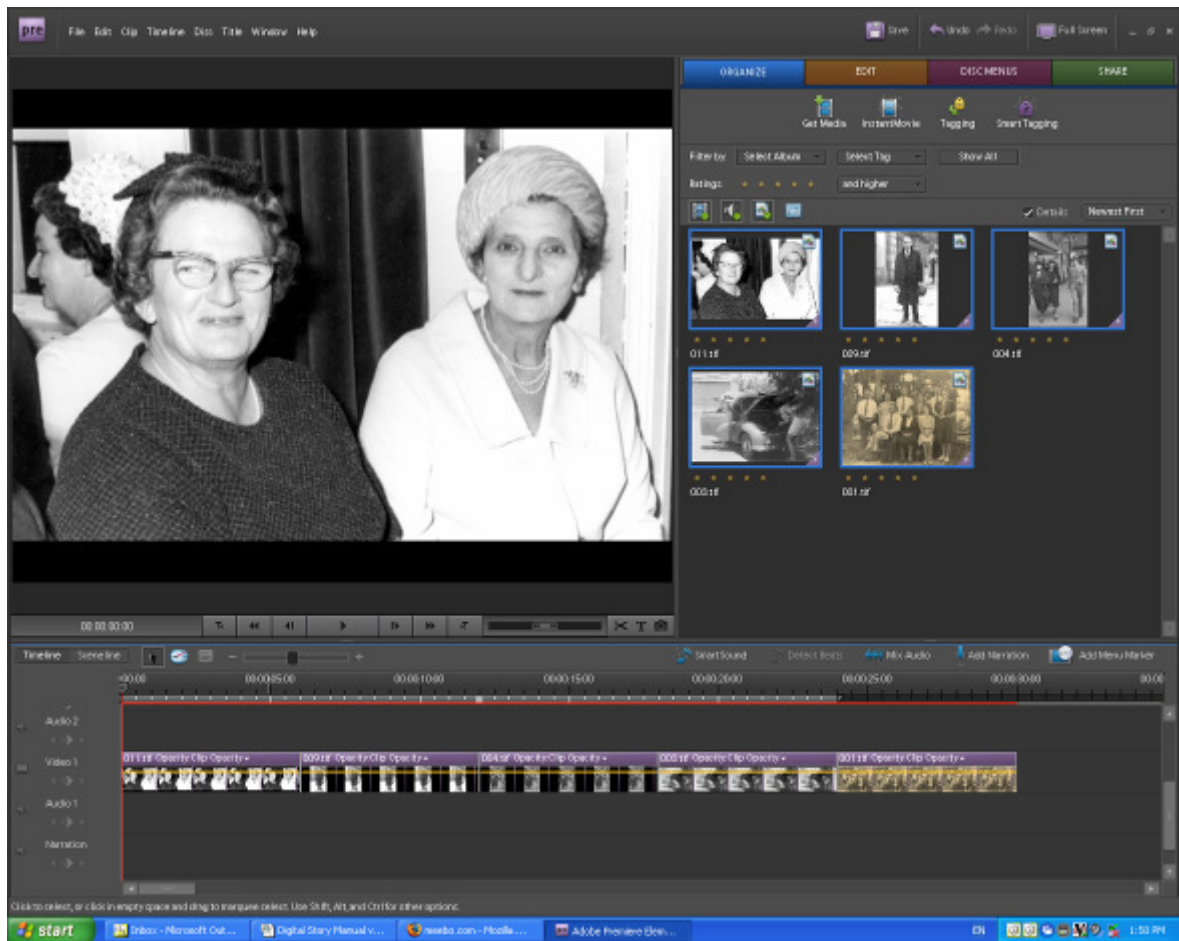 pre File Edit Clip Timeline Disc Title Window Help Save Undo Redo Full Screen
ORGANIZE EDIT DISC MENUS SHARE
Get Media InstantMovie Tagging Smart Tagging
Filter by: Select Album Select Tag Show All
Ratings: and higher
Details Newest First
011.tif 009.tif 004.tif
003.tif 001.tif
00:00:00:00 T
Timeline Sceneline SmartSound Detect Beats Mix Audio Add Narration Add Menu Marker
:00:00 00:00:05:00 00:00:10:00 00:00:15:00 00:00:20:00 00:00:25:00 00:00:30:00 00:00
Audio 2
Video 1 011.tif Opacity:Clip Opacity 009.tif Opacity:Clip Opacity 004.tif Opacity:Clip Opacity 003.tif Opacity:Clip Opacity 001.tif Opacity:Clip Opacity
Audio 1
Narration
Click to select, or click in empty space and drag to marquee select. Use Shift, Alt, and Ctrl for other options.
start Inbox - Microsoft Out... Digital Story Manual v... meebo.com - Mozilla ... Adobe Premiere Elem... EN 1:50 PM